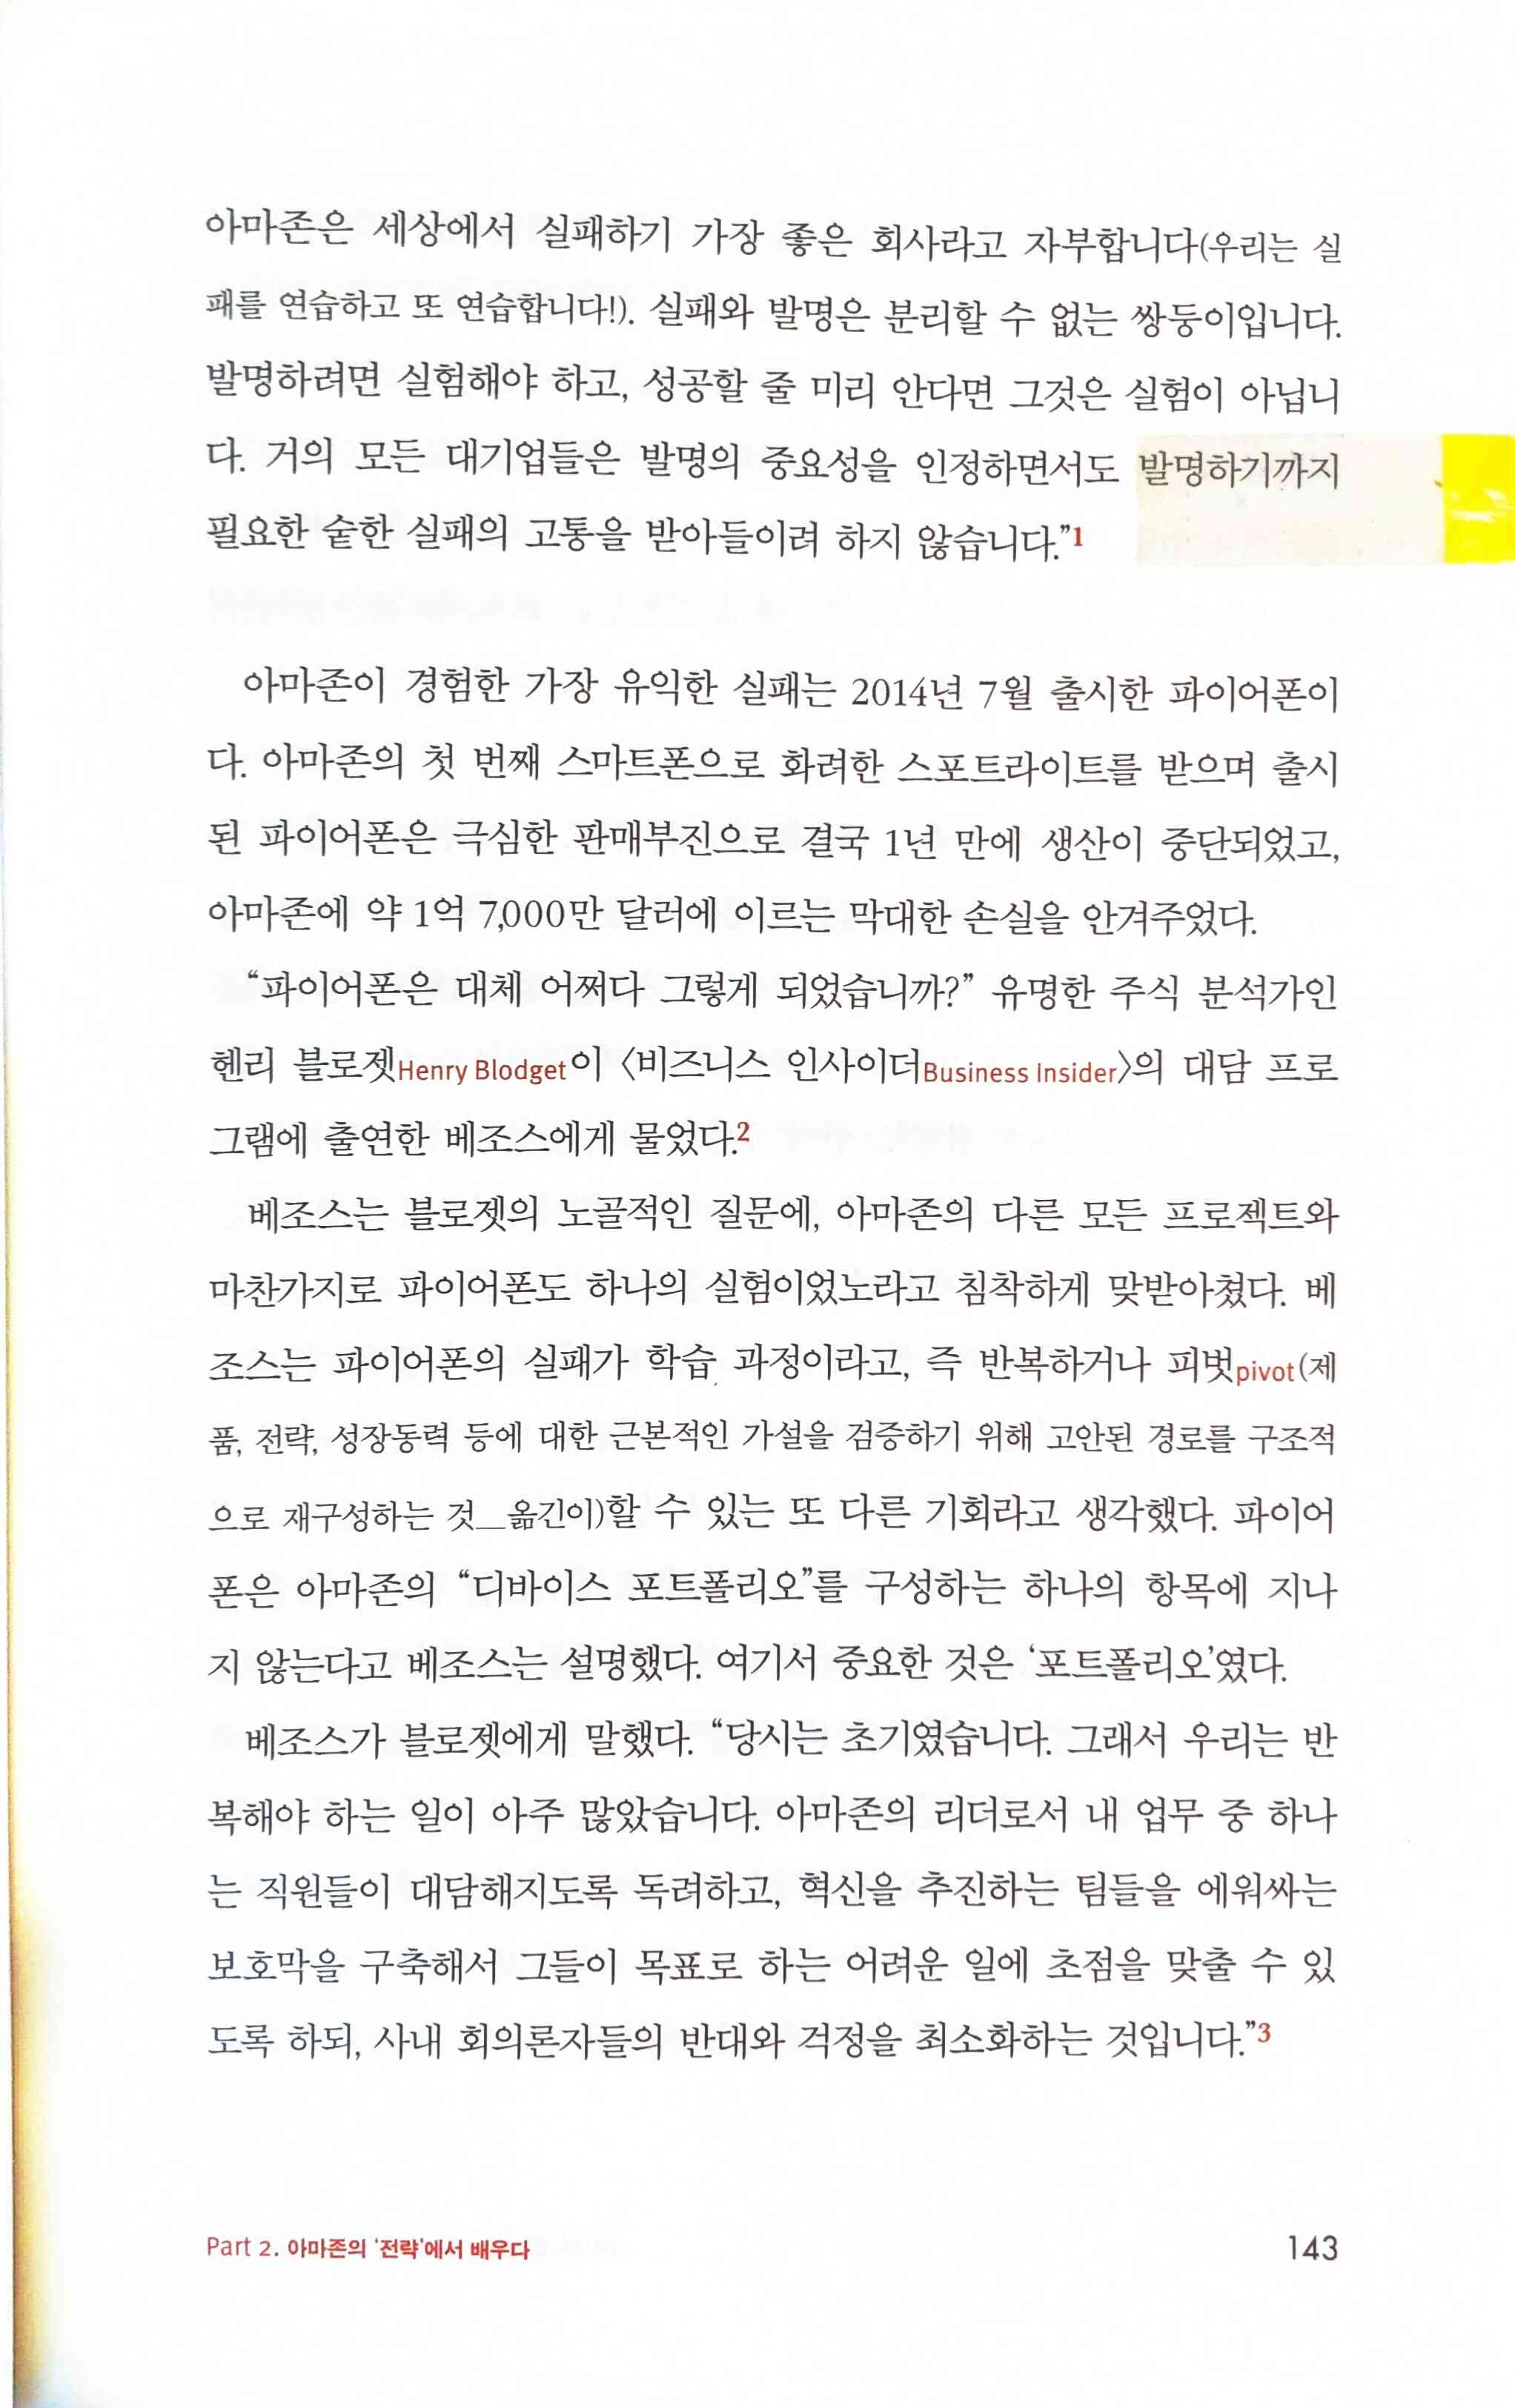 아마존은 세상에서 실패하기 가장 좋은 회사라고 자부합니다(우리는 실
패를 연습하고 또 연습합니다!). 실패와 발명은 분리할 수 없는 쌍둥이입니다.
발명하려면 실험해야 하고, 성공할 줄 미리 안다면 그것은 실험이 아닙니
다. 거의 모든 대기업들은 발명의 중요성을 인정하면서도 발명하기까지
필요한 숱한 실패의 고통을 받아들이려 하지 않습니다.”1
아마존이 경험한 가장 유익한 실패는 2014년 7월 출시한 파이어폰이
다. 아마존의 첫 번째 스마트폰으로 화려한 스포트라이트를 받으며 출시
된 파이어폰은 극심한 판매부진으로 결국 1년 만에 생산이 중단되었고,
아마존에 약 1억 7,000만 달러에 이르는 막대한 손실을 안겨주었다.
“파이어폰은 대체 어쩌다 그렇게 되었습니까?” 유명한 주식 분석가인
헨리 블로젯Henry Blodget이 〈비즈니스 인사이더Business Insider〉의 대담 프로
그램에 출연한 베조스에게 물었다.2
베조스는 블로젯의 노골적인 질문에, 아마존의 다른 모든 프로젝트와
마찬가지로 파이어폰도 하나의 실험이었노라고 침착하게 맞받아쳤다. 베
조스는 파이어폰의 실패가 학습 과정이라고, 즉 반복하거나 피벗pivot(제
품, 전략, 성장동력 등에 대한 근본적인 가설을 검증하기 위해 고안된 경로를 구조적
으로 재구성하는 것_옮긴이)할 수 있는 또 다른 기회라고 생각했다. 파이어
폰은 아마존의 “디바이스 포트폴리오”를 구성하는 하나의 항목에 지나
지 않는다고 베조스는 설명했다. 여기서 중요한 것은 ‘포트폴리오’였다.
베조스가 블로젯에게 말했다. “당시는 초기였습니다. 그래서 우리는 반
복해야 하는 일이 아주 많았습니다. 아마존의 리더로서 내 업무 중 하나
는 직원들이 대담해지도록 독려하고, 혁신을 추진하는 팀들을 에워싸는
보호막을 구축해서 그들이 목표로 하는 어려운 일에 초점을 맞출 수 있
도록 하되, 사내 회의론자들의 반대와 걱정을 최소화하는 것입니다.”3
Part 2. 아마존의 ‘전략’에서 배우다
143